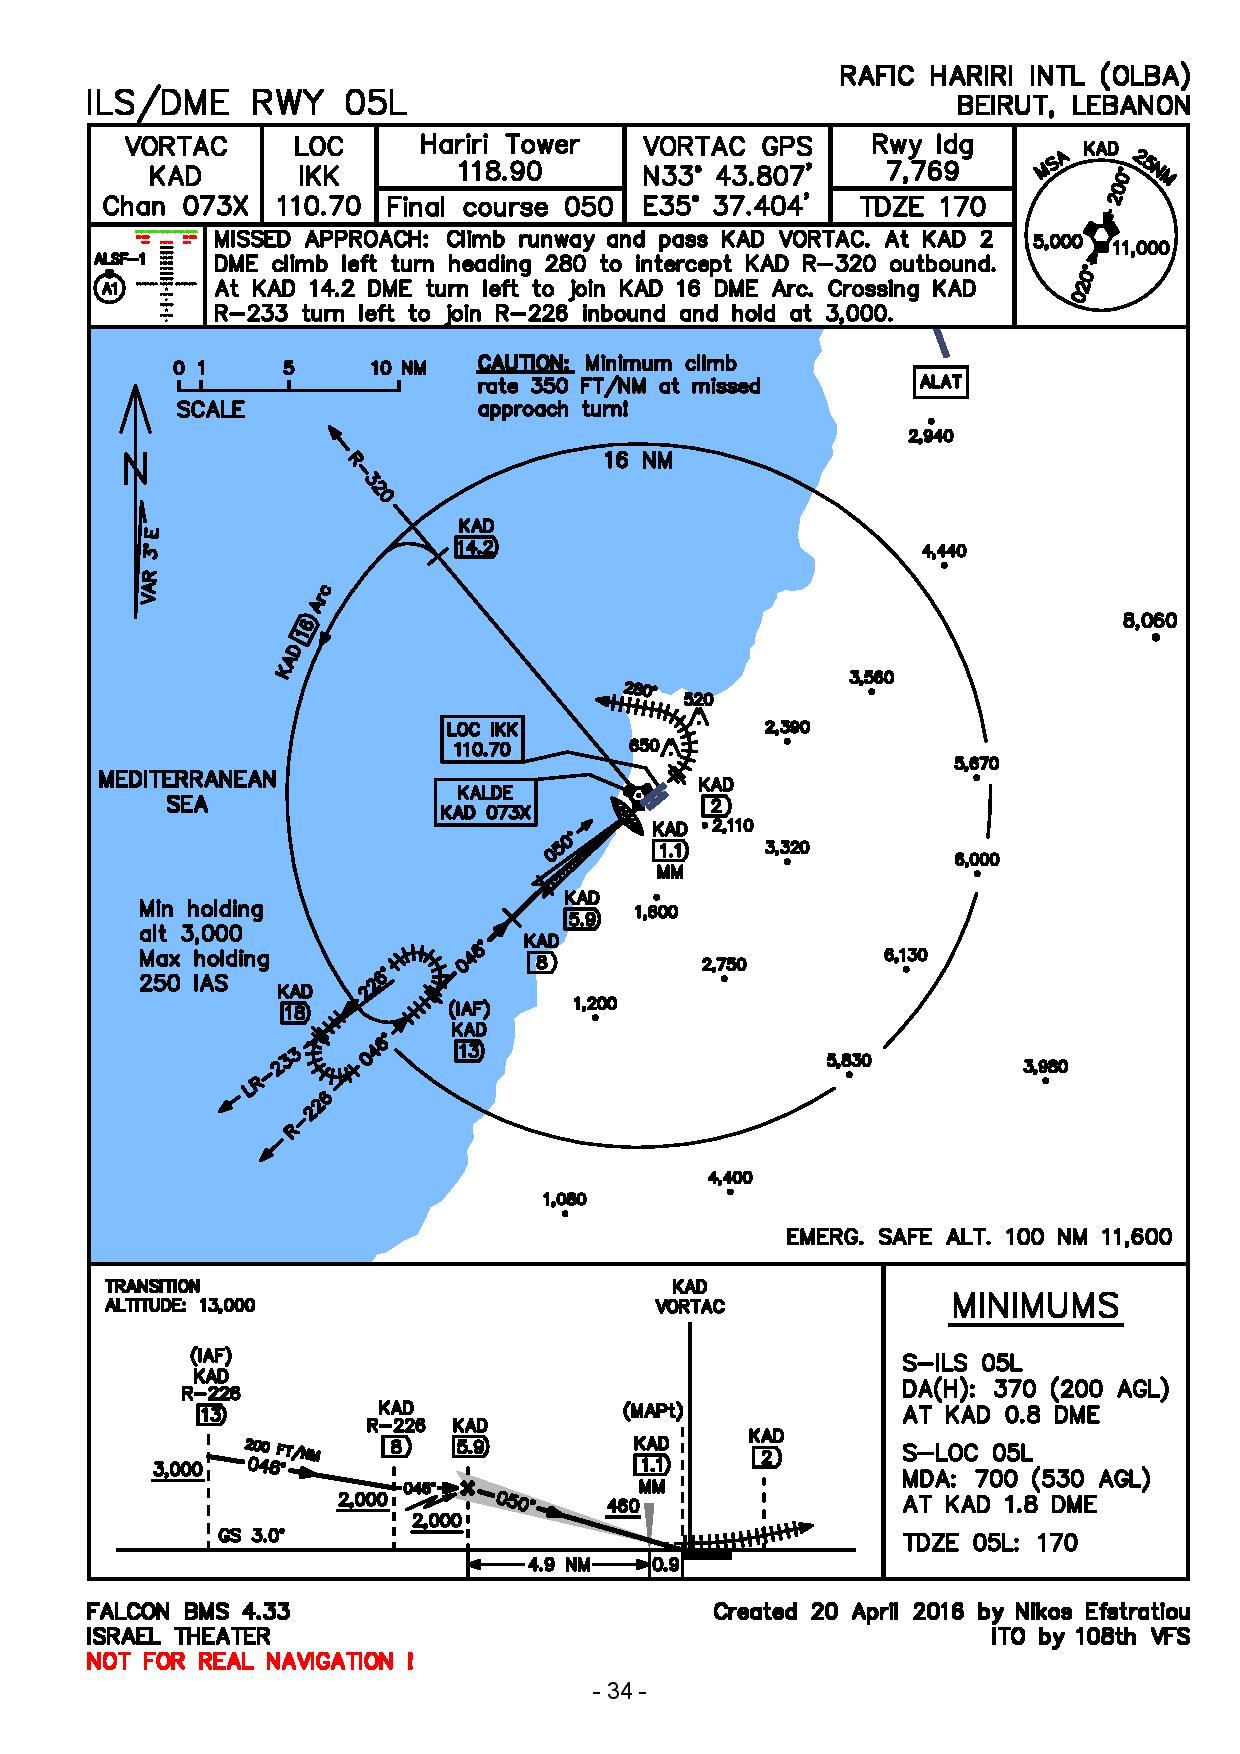 RAFIC HARIRI INTL (OLBA)
ILS/DME RWY 05L
BEIRUT, LEBANON
VORTAC
KAD
Chan 073X
LOC
IKK
110.70
Hariri Tower
118.90
Final course 050
VORTAC GPS
N33° 43.807'
E35° 37.404'
Rwy ldg
7,769
TDZE 170
MSA KAD 25NM
200°
5,000
11,000
020°
ALSF-1
A1
MISSED APPROACH: Climb runway and pass KAD VORTAC. At KAD 2
DME climb left turn heading 280 to intercept KAD R-320 outbound.
At KAD 14.2 DME turn left to join KAD 16 DME Arc. Crossing KAD
R-233 turn left to join R-226 inbound and hold at 3,000.
0 1 5 10 NM
SCALE
CAUTION: Minimum climb
rate 350 FT/NM at missed
approach turn!
ALAT
2,940
N
VAR 3° E
R-320
16 NM
KAD
14.2
4,440
KAD 16 Arc
8,060
3,560
280°
520
LOC IKK
110.70
650
2,390
5,670
MEDITERRANEAN
SEA
KALDE
KAD 073X
KAD
2
2,110
KAD
1.1
MM
050°
3,320
6,000
KAD
5.9
1,600
Min holding
alt 3,000
Max holding
250 IAS
KAD
8
046°
2,750
6,130
226°
KAD
18
(IAF)
KAD
13
1,200
046°
LR-233
R-226
5,830
3,980
4,400
1,080
EMERG. SAFE ALT. 100 NM 11,600
TRANSITION
ALTITUDE: 13,000
KAD
VORTAC
(IAF)
KAD
R-226
13
200 FT/NM
046°
3,000
GS 3.0°
KAD
R-226
8
2,000
046°
KAD
5.9
2,000
050°
(MAPt)
KAD
1.1
MM
460
KAD
2
4.9 NM
0.9
MINIMUMS
S-ILS 05L
DA(H): 370 (200 AGL)
AT KAD 0.8 DME
S-LOC 05L
MDA: 700 (530 AGL)
AT KAD 1.8 DME
TDZE 05L: 170
FALCON BMS 4.33
ISRAEL THEATER
NOT FOR REAL NAVIGATION !
Created 20 April 2016 by Nikos Efstratiou
ITO by 108th VFS
- 34 -